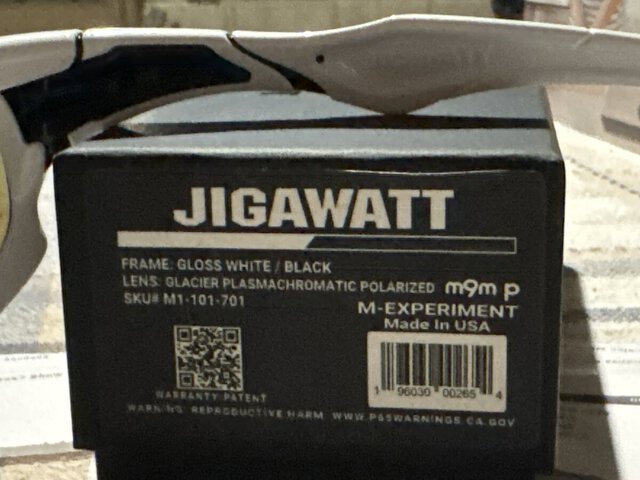 JIGAWATT
FRAME: GLOSS WHITE / BLACK
LENS: GLACIER PLASMACHROMATIC POLARIZED m9m p
SKU# M1-101-701
M-EXPERIMENT
Made In USA
1 96030 00265 4
WARRANTY/PATENT
WARNING: REPRODUCTIVE HARM WWW.P65WARNINGS.CA.GOV